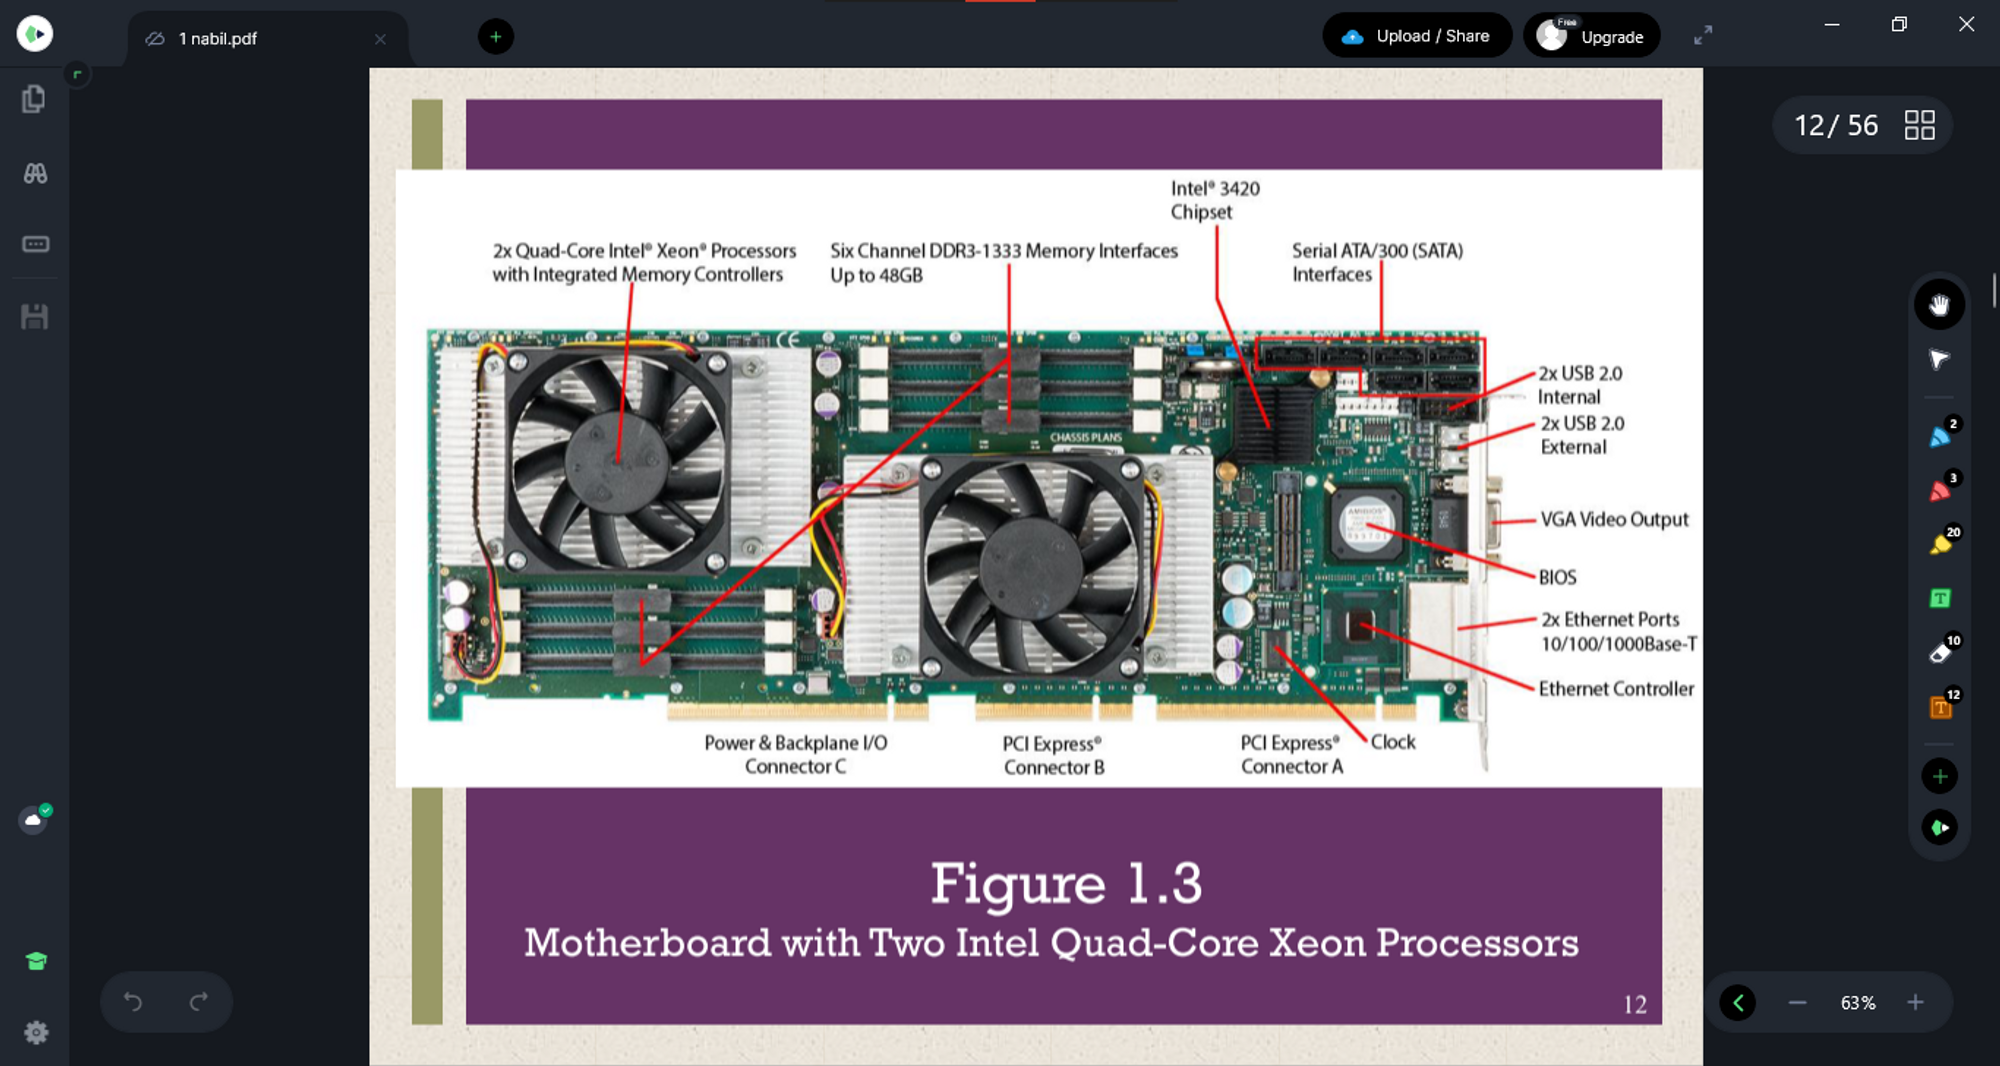 1 nabil.pdf
Upload / Share
Free
Upgrade
12/ 56
Intel® 3420
Chipset
2x Quad-Core Intel® Xeon® Processors
with Integrated Memory Controllers
Six Channel DDR3-1333 Memory Interfaces
Up to 48GB
Serial ATA/300 (SATA)
Interfaces
CHASSIS PLANS
2x USB 2.0
Internal
2x USB 2.0
External
VGA Video Output
AMIBIOS
BIOS
2x Ethernet Ports
10/100/1000Base-T
Ethernet Controller
Power & Backplane I/O
Connector C
PCI Express®
Connector B
PCI Express®
Connector A
Clock
2
3
20
T
10
12
T
Figure 1.3
Motherboard with Two Intel Quad-Core Xeon Processors
12
63%